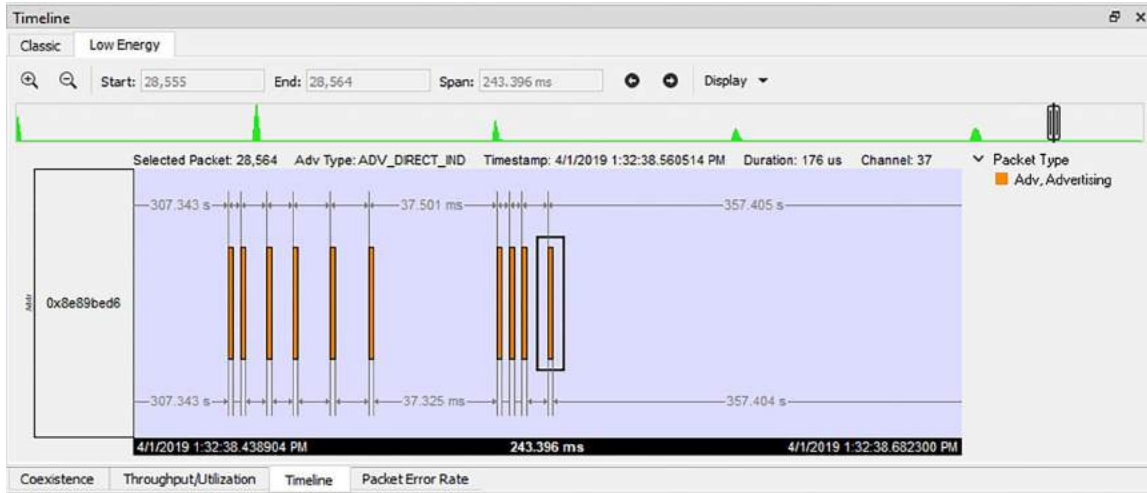 Timeline
Classic Low Energy
Start: 28,555 End: 28,564 Span: 243.396 ms Display
Selected Packet: 28,564 Adv Type: ADV_DIRECT_IND Timestamp: 4/1/2019 1:32:38.560514 PM Duration: 176 us Channel: 37
Packet Type
Adv, Advertising
307.343 s 37.501 ms 357.405 s
Addr
0x8e89bed6
307.343 s 37.325 ms 357.404 s
4/1/2019 1:32:38.438904 PM 243.396 ms 4/1/2019 1:32:38.682300 PM
Coexistence Throughput/Utilization Timeline Packet Error Rate